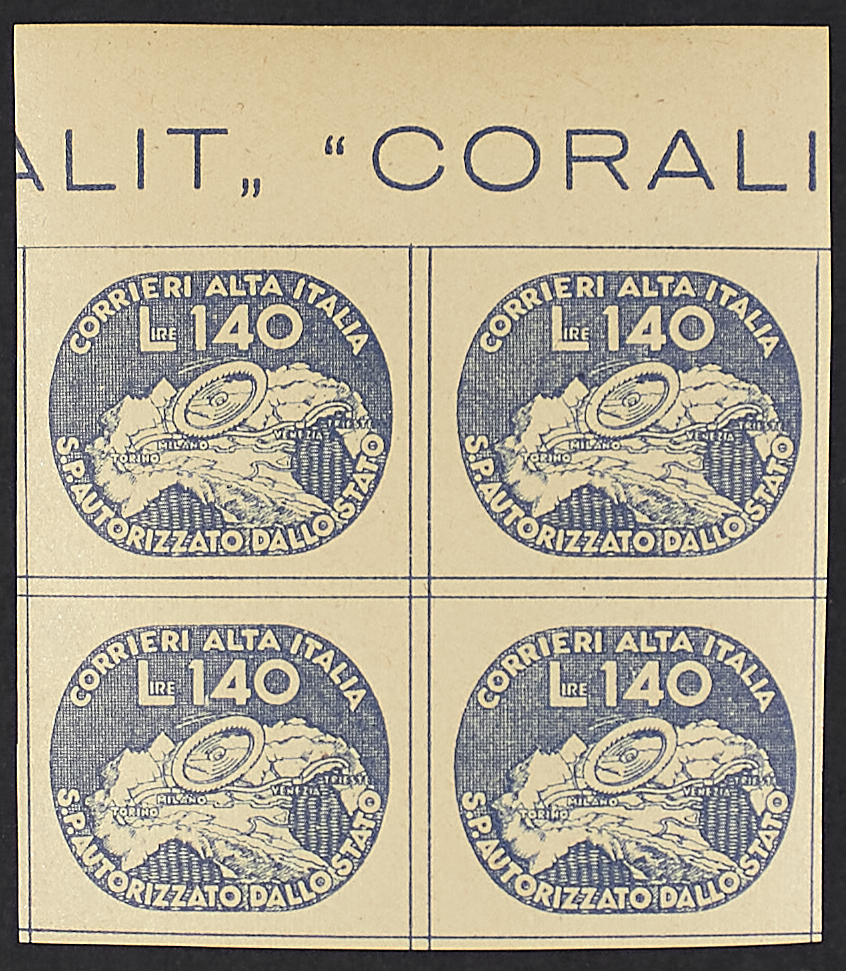 ALIT„ “CORALI
CORRIERI ALTA ITALIA
LIRE 140
TRIESTE
VENEZIA
MILANO
TORINO
S.P. AUTORIZZATO DALLO STATO
CORRIERI ALTA ITALIA
LIRE 140
TRIESTE
VENEZIA
MILANO
TORINO
S.P. AUTORIZZATO DALLO STATO
CORRIERI ALTA ITALIA
LIRE 140
TRIESTE
VENEZIA
MILANO
TORINO
S.P. AUTORIZZATO DALLO STATO
CORRIERI ALTA ITALIA
LIRE 140
TRIESTE
VENEZIA
MILANO
TORINO
S.P. AUTORIZZATO DALLO STATO